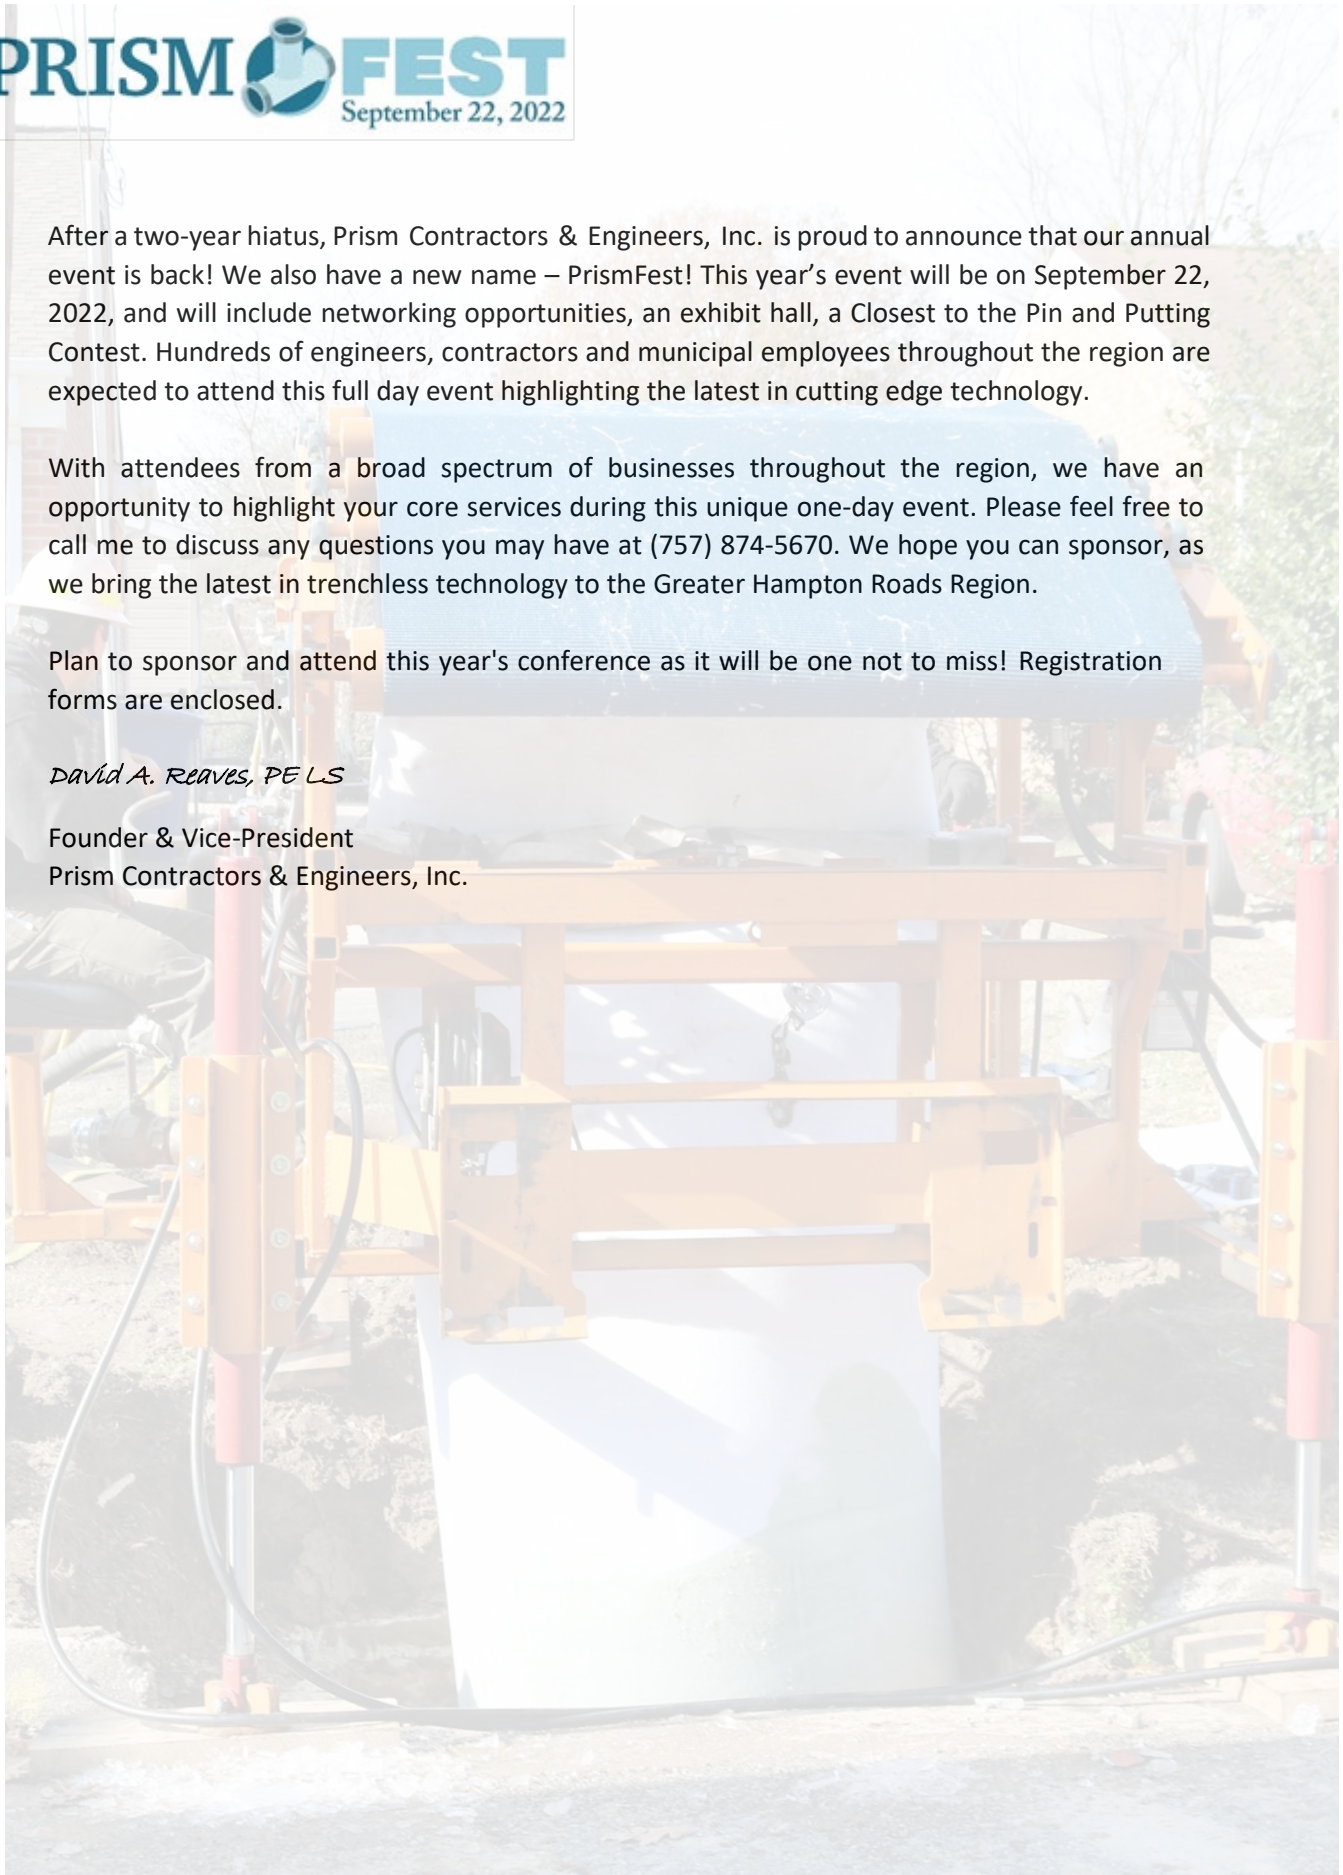 PRISM FEST
September 22, 2022
After a two-year hiatus, Prism Contractors & Engineers, Inc. is proud to announce that our annual
event is back! We also have a new name – PrismFest! This year’s event will be on September 22,
2022, and will include networking opportunities, an exhibit hall, a Closest to the Pin and Putting
Contest. Hundreds of engineers, contractors and municipal employees throughout the region are
expected to attend this full day event highlighting the latest in cutting edge technology.
With attendees from a broad spectrum of businesses throughout the region, we have an
opportunity to highlight your core services during this unique one-day event. Please feel free to
call me to discuss any questions you may have at (757) 874-5670. We hope you can sponsor, as
we bring the latest in trenchless technology to the Greater Hampton Roads Region.
Plan to sponsor and attend this year's conference as it will be one not to miss! Registration
forms are enclosed.
David A. Reaves, PE LS
Founder & Vice-President
Prism Contractors & Engineers, Inc.